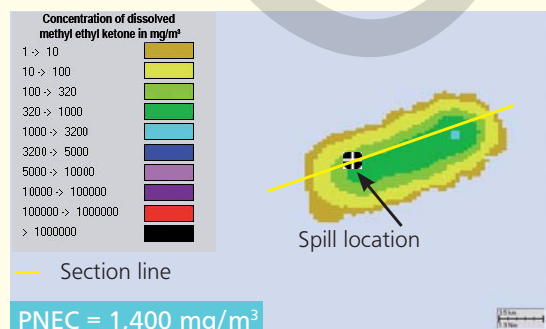 Concentration of dissolved
methyl ethyl ketone in mg/m³
1 -> 10
10 -> 100
100 -> 320
320 -> 1000
1000 -> 3200
3200 -> 5000
5000 -> 10000
10000 -> 100000
100000 -> 1000000
> 1000000
Spill location
Section line
PNEC = 1,400 mg/m³